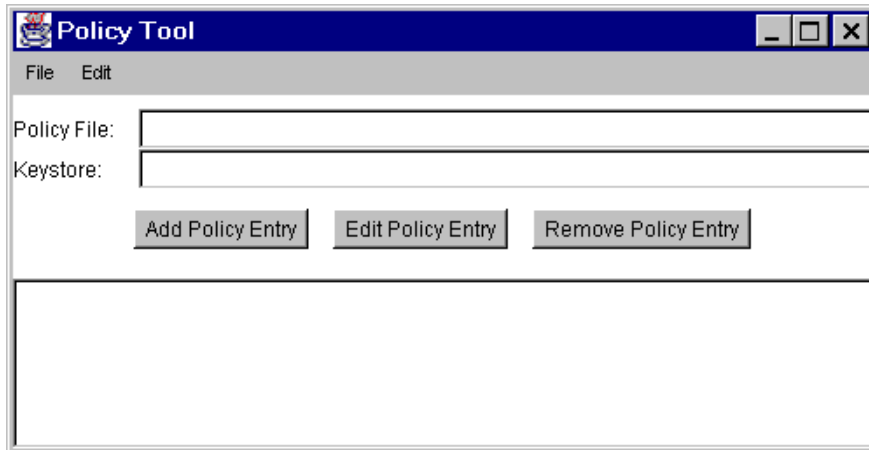 Policy Tool
File Edit
Policy File:
Keystore:
Add Policy Entry Edit Policy Entry Remove Policy Entry